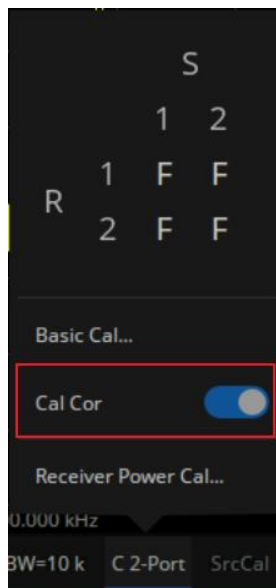 S
1 2
1 F F
R
2 F F
Basic Cal...
Cal Cor
Receiver Power Cal...
0.000 kHz
BW=10 k C 2-Port SrcCal